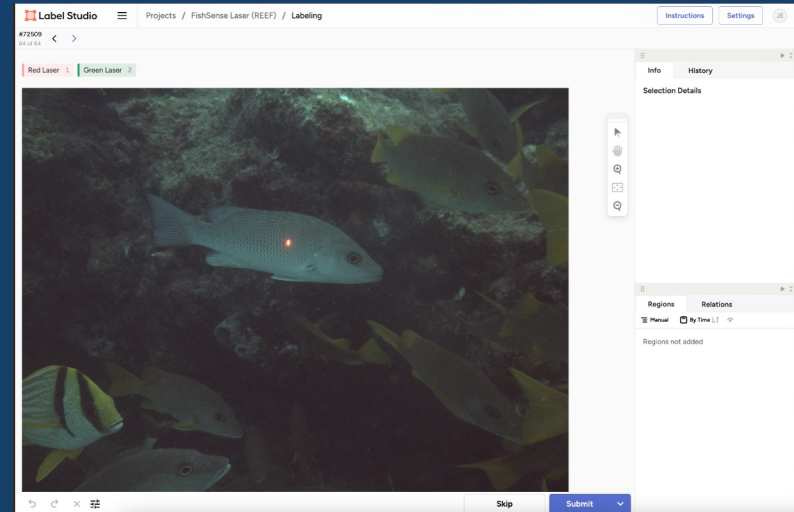 Label Studio
Projects / FishSense Laser (REEF) / Labeling
Instructions
Settings
JE
#72509
64 of 64
Red Laser 1
Green Laser 2
Info
History
Selection Details
Regions
Relations
Manual
By Time
Regions not added
Skip
Submit